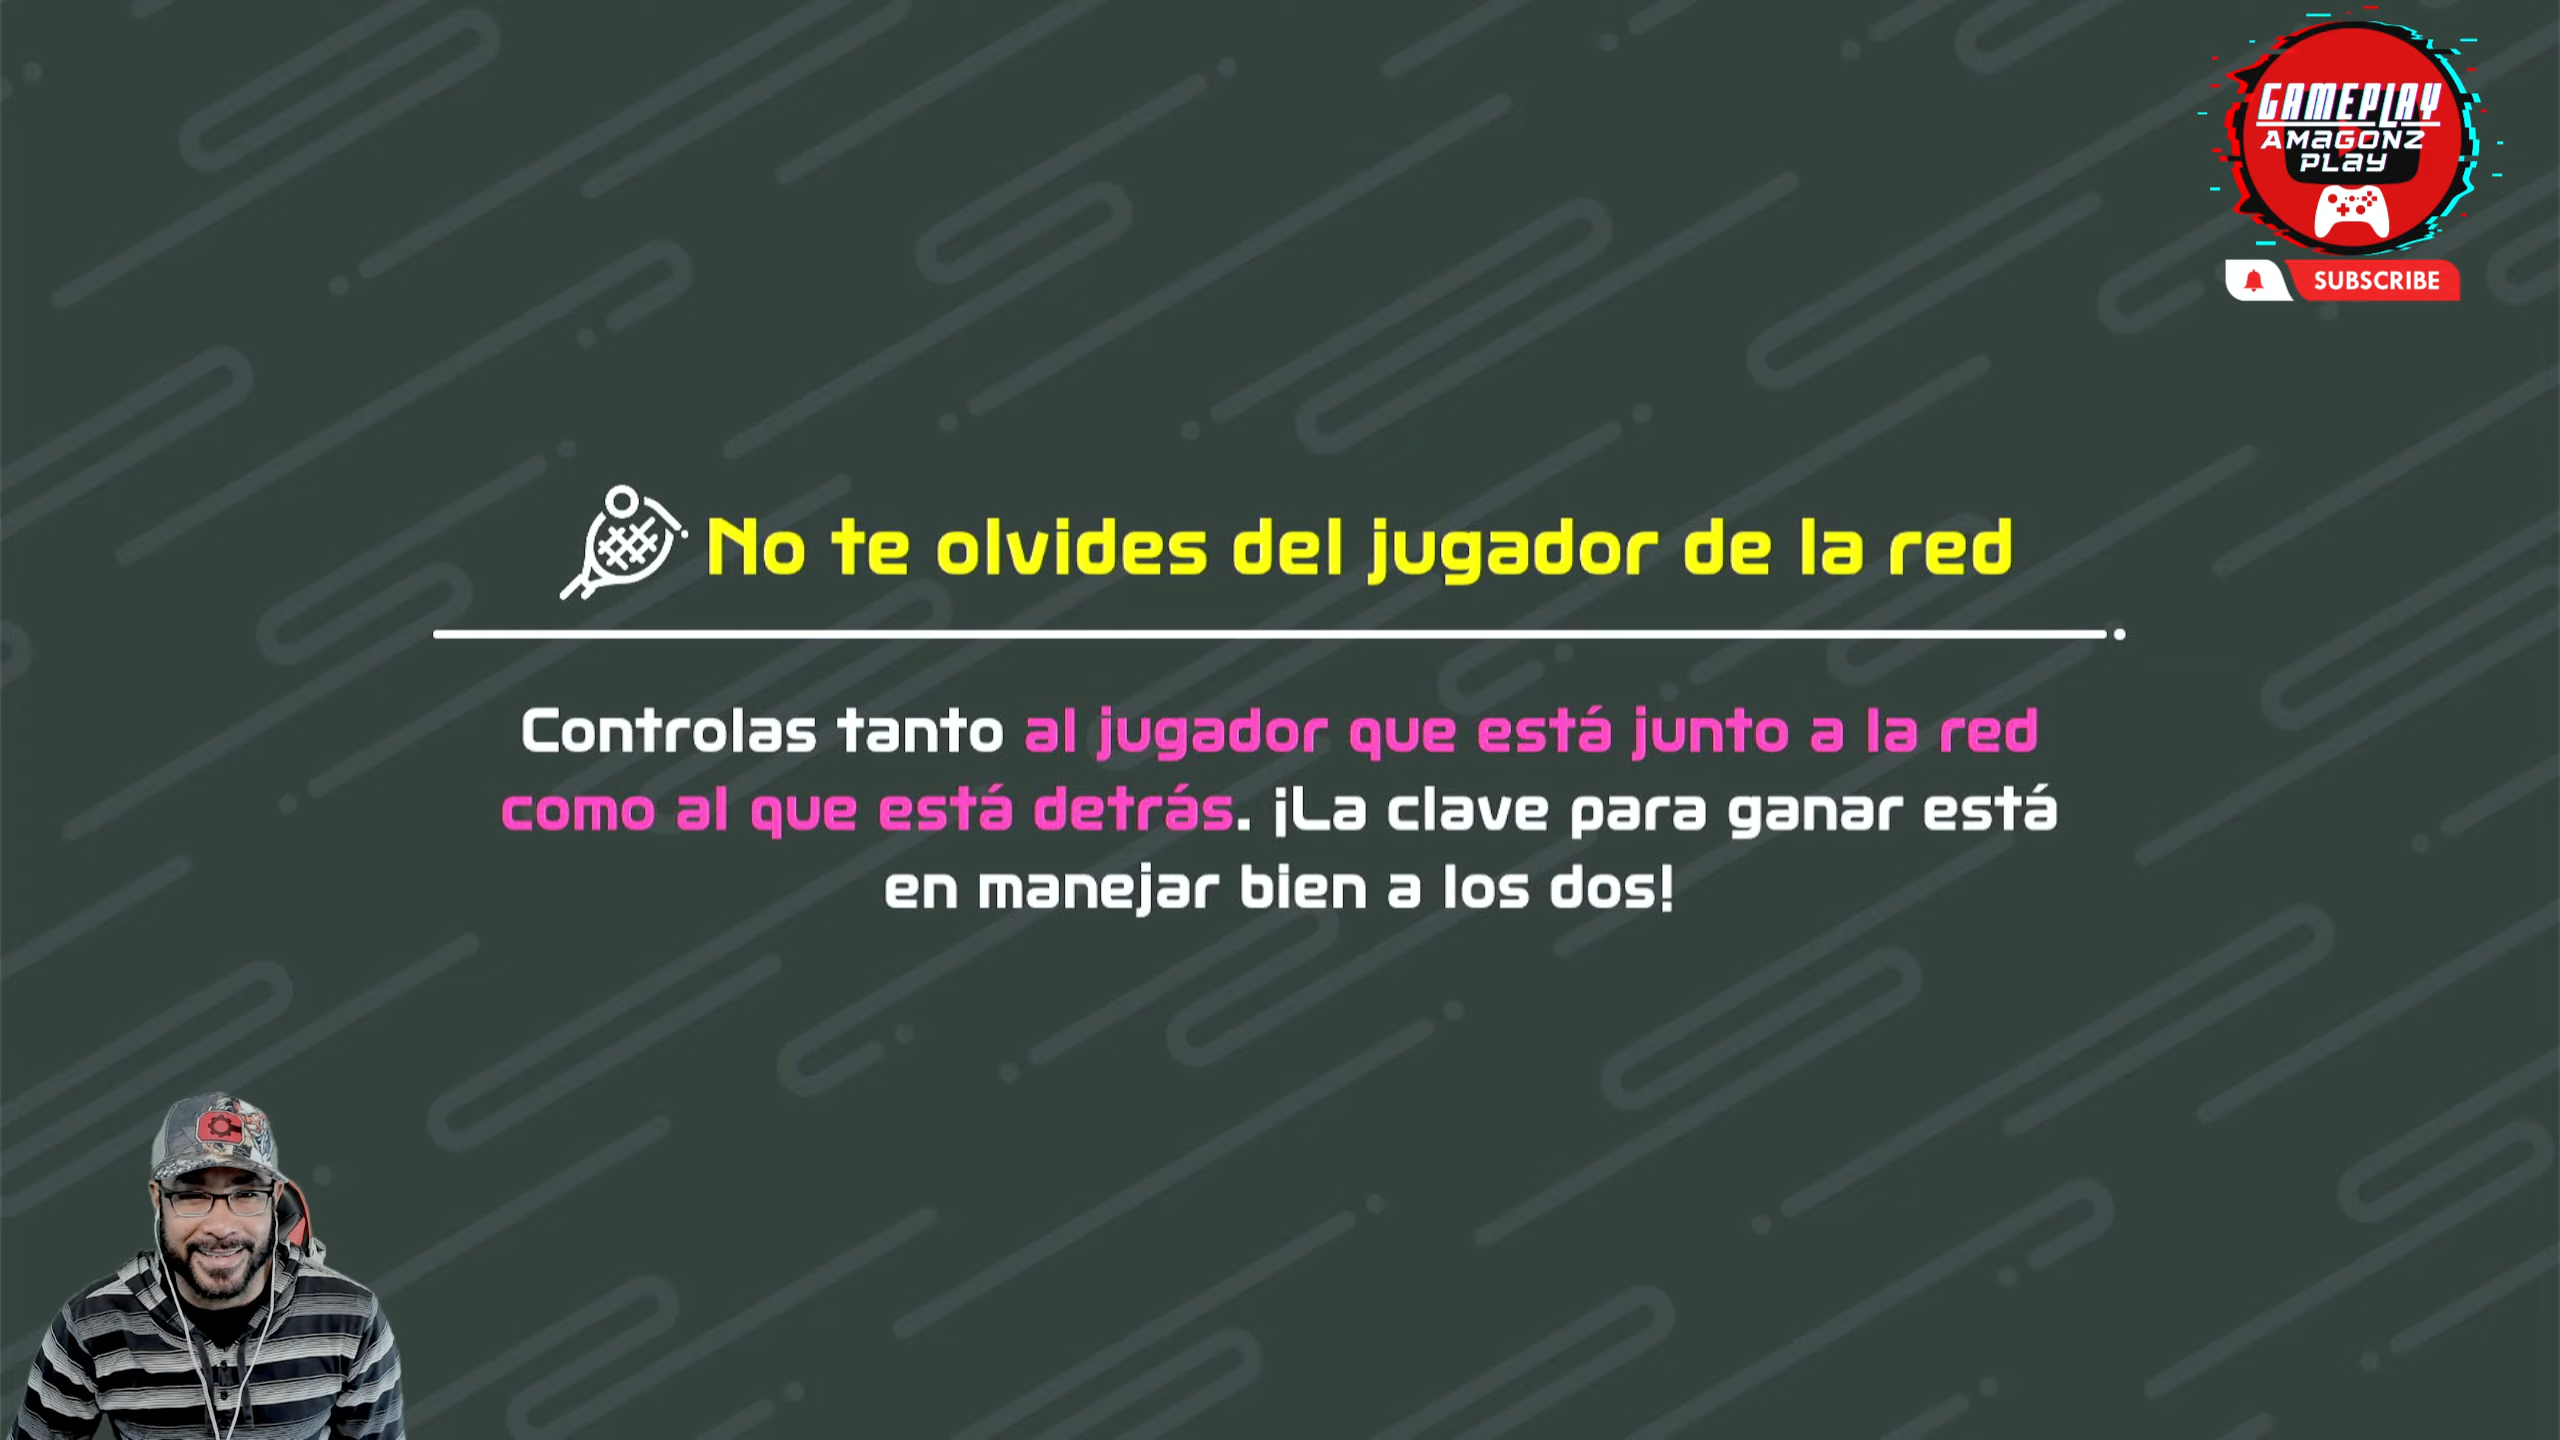 GAMEPLAY
AMAGONZ
PLAY
SUBSCRIBE
No te olvides del jugador de la red
Controlas tanto al jugador que está junto a la red
como al que está detrás. ¡La clave para ganar está
en manejar bien a los dos!